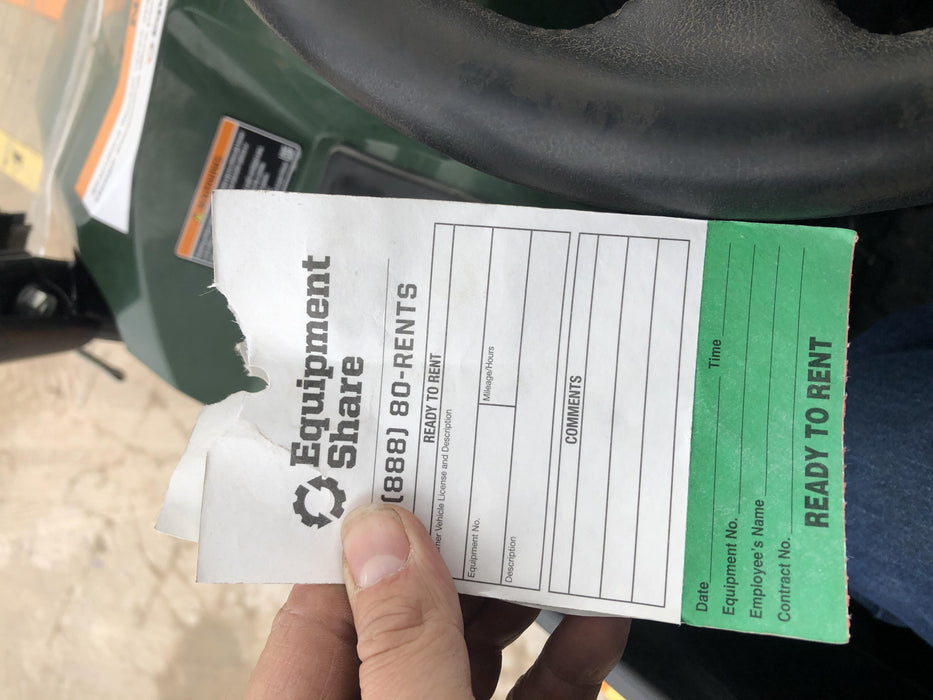 Equipment
Share
(888) 80-RENTS
READY TO RENT
Vehicle License and Description
Equipment No.
Mileage/Hours
Description
COMMENTS
Date
Time
Equipment No.
Employee's Name
Contract No.
READY TO RENT
WARNING